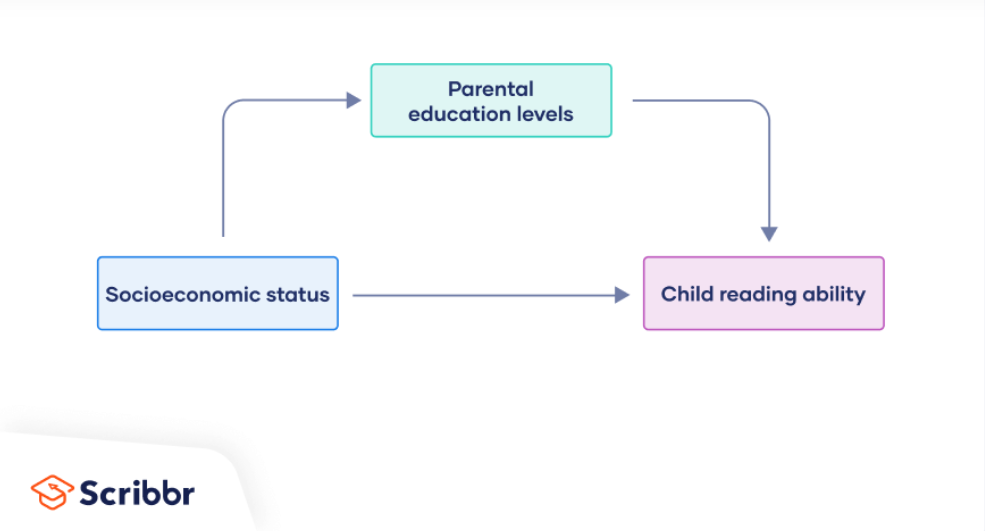 Parental
education levels
Socioeconomic status
Child reading ability
Scribbr